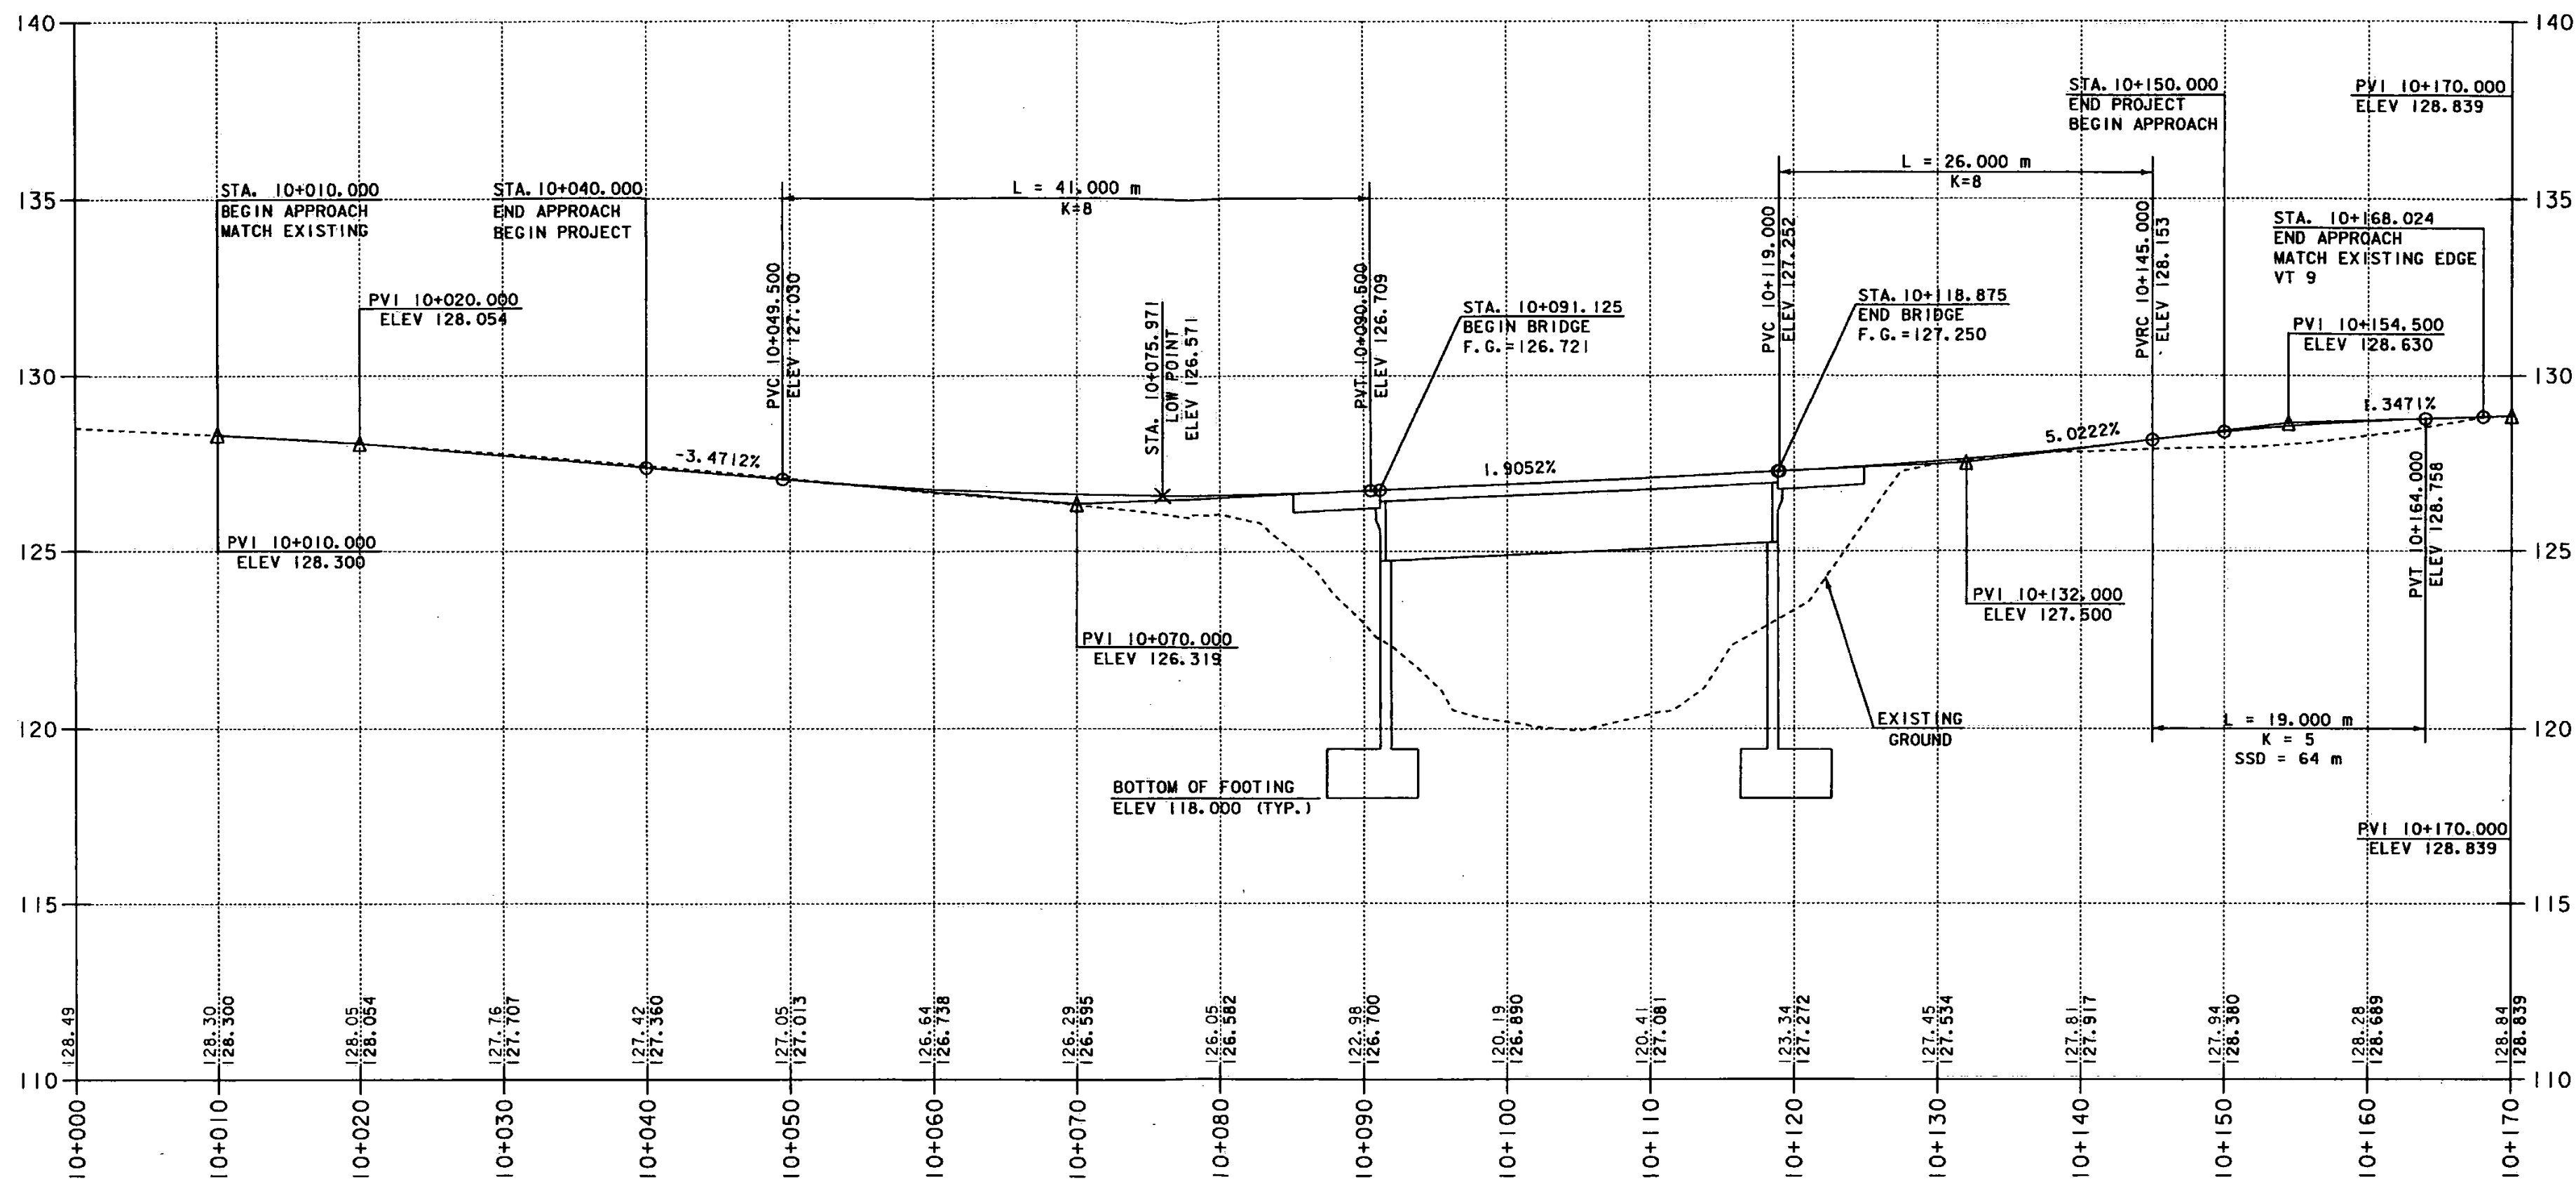 140
140
STA. 10+150.000
END PROJECT
BEGIN APPROACH
PVI 10+170.000
ELEV 128.839
L = 26.000 m
K=8
STA. 10+010.000
BEGIN APPROACH
MATCH EXISTING
STA. 10+040.000
END APPROACH
BEGIN PROJECT
L = 41.000 m
K=8
135
135
STA. 10+168.024
END APPROACH
MATCH EXISTING EDGE
VT 9
PVI 10+020.000
ELEV 128.054
PVC 10+049.500
ELEV 127.030
STA. 10+075.971
LOW POINT
ELEV 126.571
PVT 10+090.500
ELEV 126.709
STA. 10+091.125
BEGIN BRIDGE
F.G.=126.721
PVC 10+119.000
ELEV 127.252
STA. 10+118.875
END BRIDGE
F.G.=127.250
PVRC 10+145.000
ELEV 128.153
PVI 10+154.500
ELEV 128.630
130
130
-3.4712%
1.9052%
5.0222%
1.3471%
PVI 10+010.000
ELEV 128.300
125
125
PVI 10+070.000
ELEV 126.319
PVI 10+132.000
ELEV 127.500
PVT 10+164.000
ELEV 128.758
EXISTING
GROUND
120
120
L = 19.000 m
K = 5
SSD = 64 m
BOTTOM OF FOOTING
ELEV 118.000 (TYP.)
PVI 10+170.000
ELEV 128.839
115
115
128.49
128.30
128.300
128.05
128.054
127.76
127.707
127.42
127.360
127.05
127.013
126.64
126.738
126.29
126.595
126.05
126.582
122.98
126.700
120.19
126.890
120.41
127.081
123.34
127.272
127.45
127.534
127.81
127.917
127.94
128.380
128.28
128.689
128.84
128.839
110
110
10+000
10+010
10+020
10+030
10+040
10+050
10+060
10+070
10+080
10+090
10+100
10+110
10+120
10+130
10+140
10+150
10+160
10+170